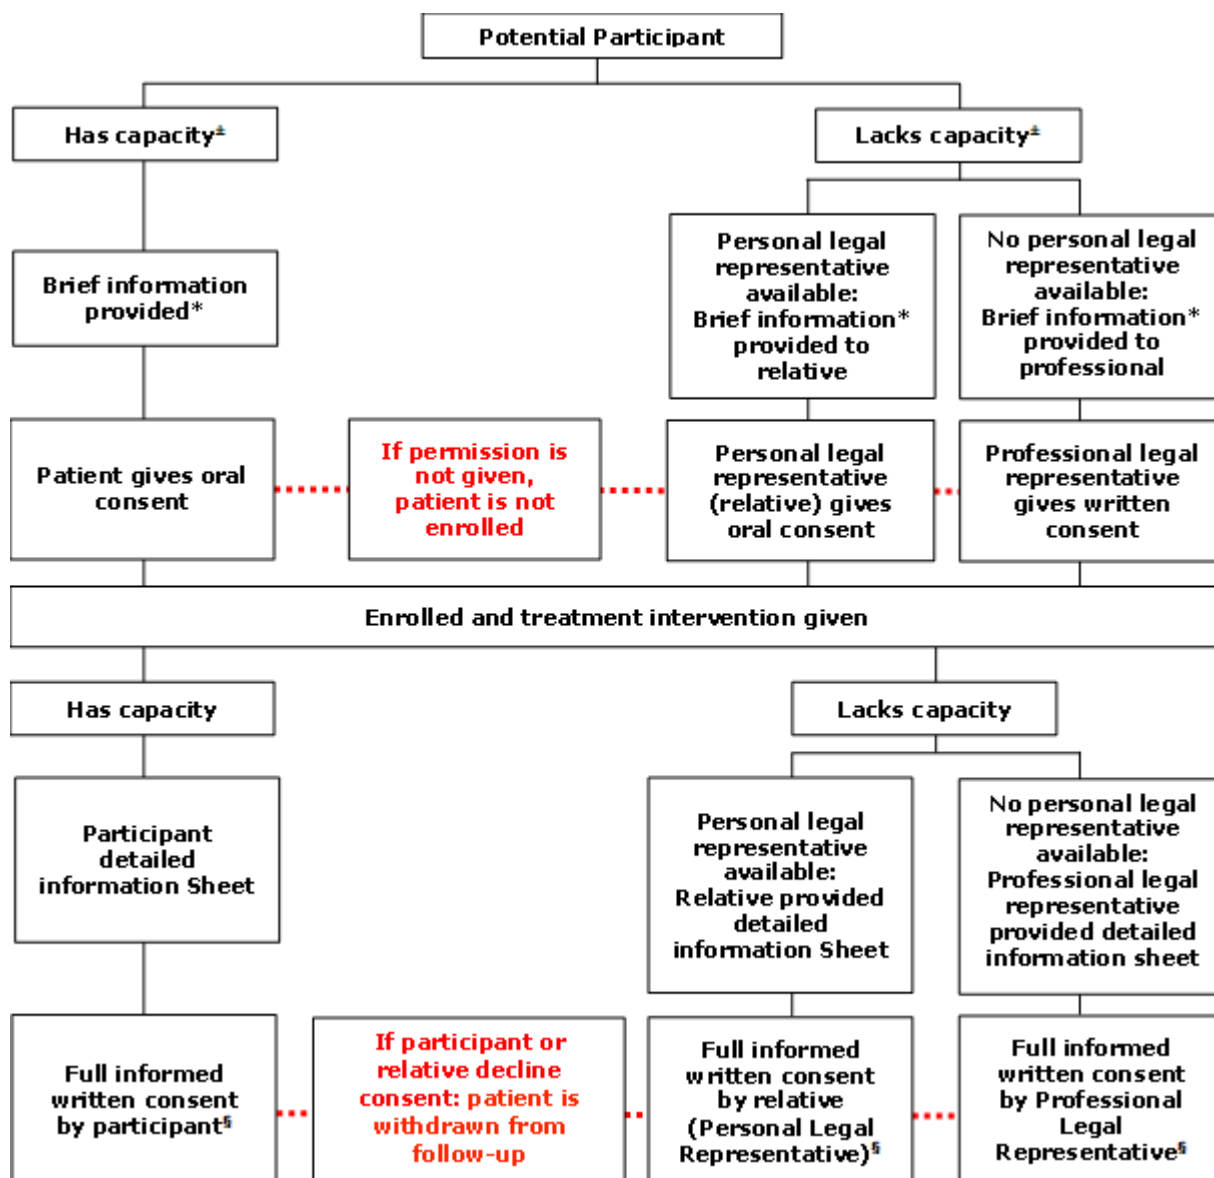 Potential Participant
Has capacity±
Lacks capacity±
Brief information
provided*
Personal legal
representative
available:
Brief information*
provided to
relative
No personal legal
representative
available:
Brief information*
provided to
professional
Patient gives oral
consent
If permission is
not given,
patient is not
enrolled
Personal legal
representative
(relative) gives
oral consent
Professional legal
representative
gives written
consent
Enrolled and treatment intervention given
Has capacity
Lacks capacity
Participant
detailed
information Sheet
Personal legal
representative
available:
Relative provided
detailed
information Sheet
No personal legal
representative
available:
Professional legal
representative
provided detailed
information sheet
Full informed
written consent
by participant§
If participant or
relative decline
consent: patient is
withdrawn from
follow-up
Full informed
written consent
by relative
(Personal Legal
Representative)§
Full informed
written consent
by Professional
Legal
Representative§